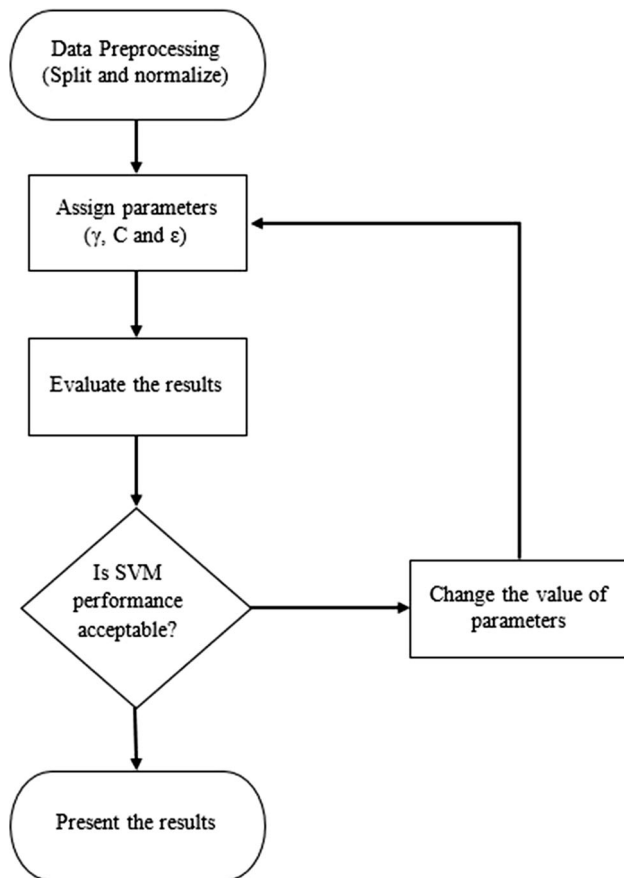 Data Preprocessing
(Split and normalize)
Assign parameters
(γ, C and ε)
Evaluate the results
Is SVM
performance
acceptable?
Change the value of
parameters
Present the results